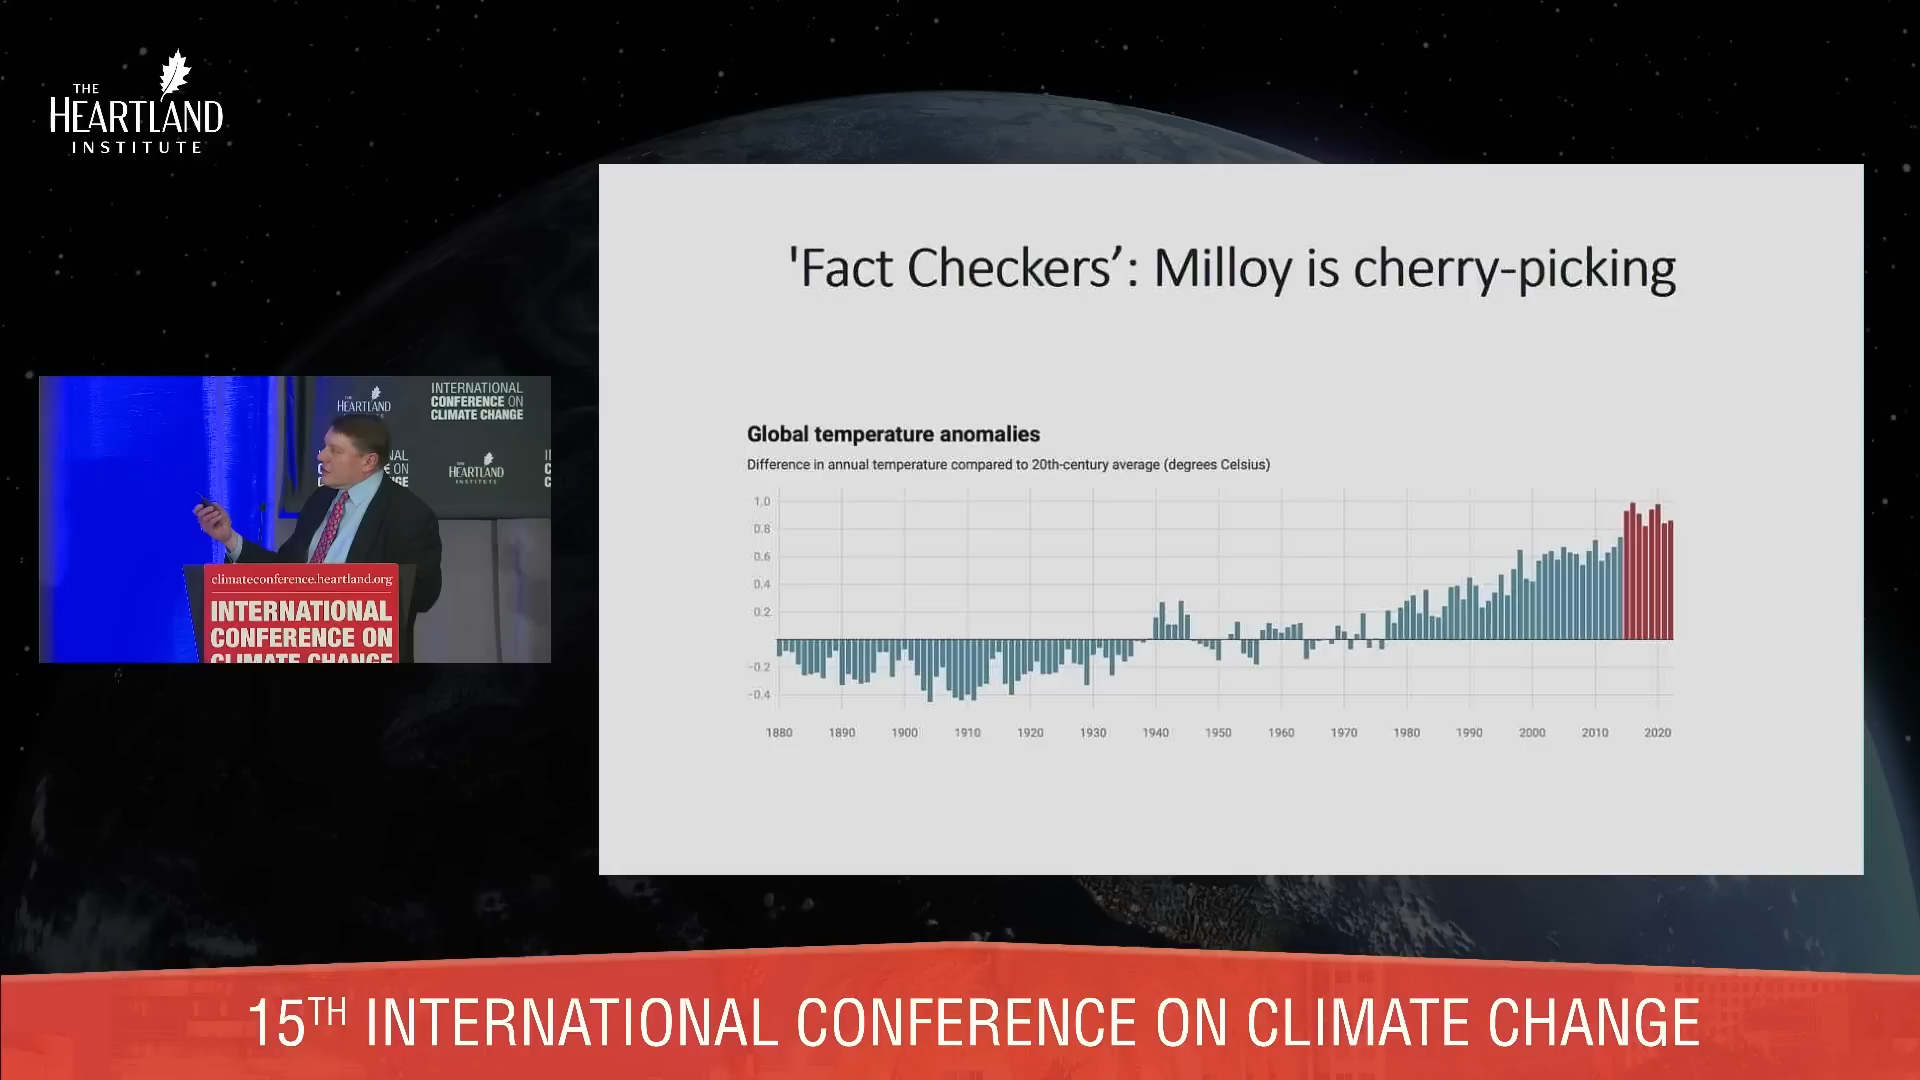 THE
HEARTLAND
INSTITUTE
'Fact Checkers’: Milloy is cherry-picking
Global temperature anomalies
Difference in annual temperature compared to 20th-century average (degrees Celsius)
1.0
0.8
0.6
0.4
0.2
-0.2
-0.4
1880 1890 1900 1910 1920 1930 1940 1950 1960 1970 1980 1990 2000 2010 2020
HEARTLAND
INTERNATIONAL
CONFERENCE ON
CLIMATE CHANGE
HEARTLAND
INSTITUTE
climateconference.heartland.org
INTERNATIONAL
CONFERENCE ON
CLIMATE CHANGE
15TH INTERNATIONAL CONFERENCE ON CLIMATE CHANGE